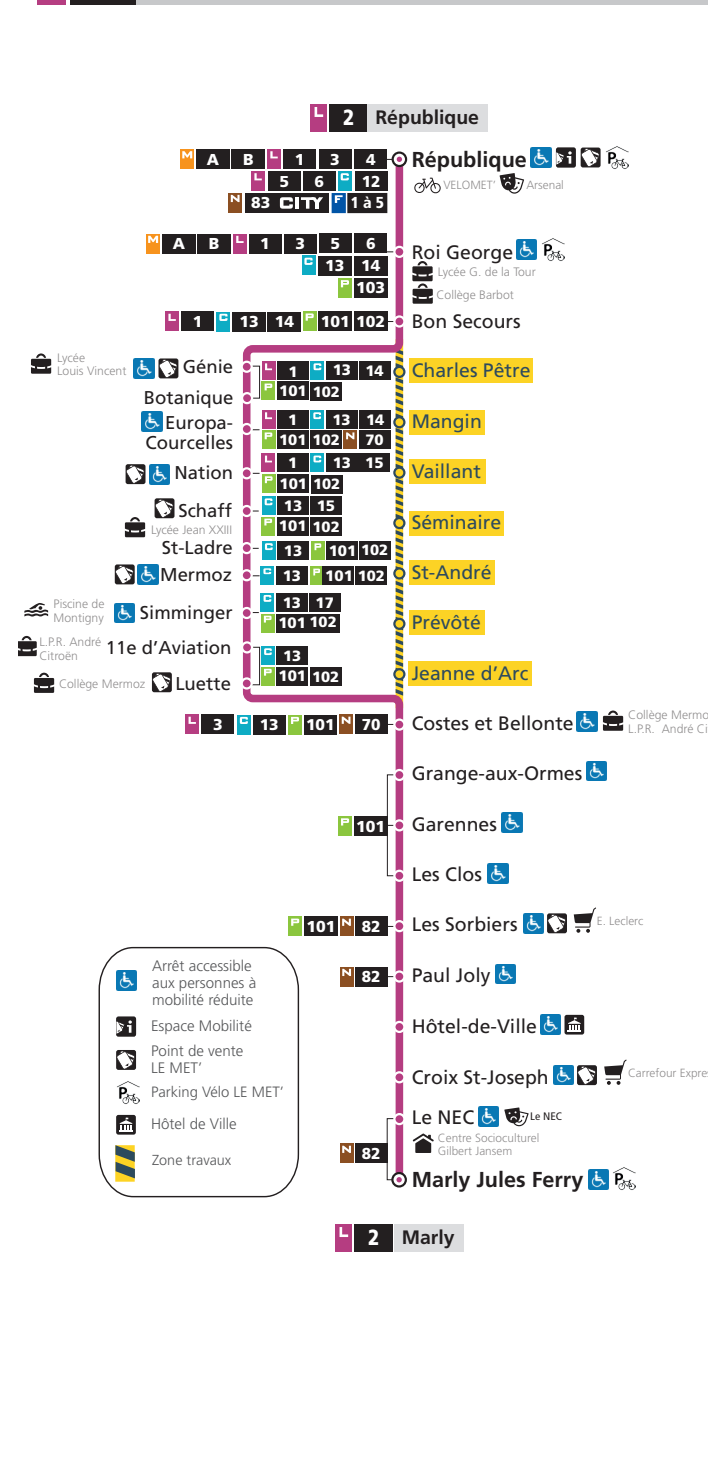 L 2 République
M A B L 1 3 4 République
L 5 6 C 12
VELOMET' Arsenal
N 83 CITY F 1 à 5
M A B L 1 3 5 6 Roi George
C 13 14
Lycée G. de la Tour
P 103
Collège Barbot
L 1 C 13 14 P 101 102 Bon Secours
Lycée
Louis Vincent
Génie
L 1 C 13 14
Charles Pêtre
Botanique
P 101 102
Europa-
Courcelles
L 1 C 13 14
P 101 102 N 70
Mangin
Nation
L 1 C 13 15
P 101 102
Vaillant
Schaff
Lycée Jean XXIII
C 13 15
P 101 102
Séminaire
St-Ladre
C 13 P 101 102
Mermoz
C 13 P 101 102
St-André
Piscine de
Montigny
Simminger
C 13 17
P 101 102
Prévôté
L.P.R. André
Citroën
11e d'Aviation
C 13
P 101 102
Collège Mermoz
Luette
Jeanne d'Arc
L 3 C 13 P 101 N 70 Costes et Bellonte
Collège Mermo
L.P.R. André Ci
Grange-aux-Ormes
P 101 Garennes
Les Clos
P 101 N 82 Les Sorbiers E. Leclerc
N 82 Paul Joly
Hôtel-de-Ville
Croix St-Joseph Carrefour Expre
Le NEC Le NEC
Centre Socioculturel
Gilbert Jansem
N 82
Marly Jules Ferry
Arrêt accessible
aux personnes à
mobilité réduite
Espace Mobilité
Point de vente
LE MET'
Parking Vélo LE MET'
Hôtel de Ville
Zone travaux
L 2 Marly